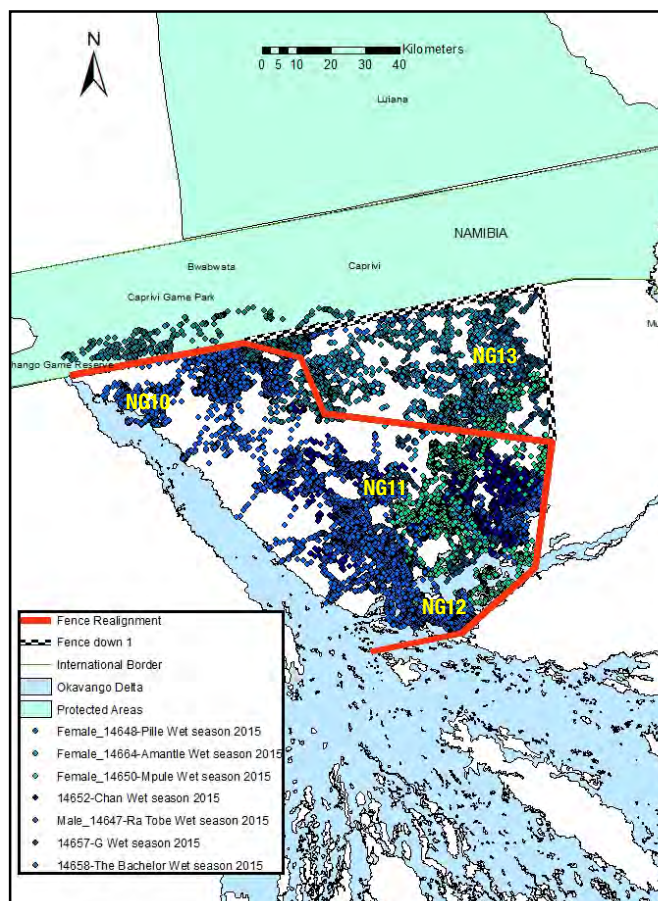 N
Kilometers
0 5 10 20 30 40
Luiana
NAMIBIA
Bwabwata
Caprivi
Caprivi Game Park
hango Game Reserve
Mu
NG13
NG10
NG11
NG12
Fence Realignment
Fence down 1
International Border
Okavango Delta
Protected Areas
Female_14648-Pille Wet season 2015
Female_14664-Amantle Wet season 2015
Female_14650-Mpule Wet season 2015
14652-Chan Wet season 2015
Male_14647-Ra Tobe Wet season 2015
14657-G Wet season 2015
14658-The Bachelor Wet season 2015